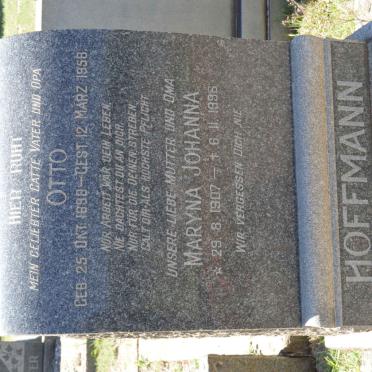 HIER RUHT
MEIN GELIEBTER GATTE VATER UND OPA
OTTO
GEB 25 OKT. 1898–GEST. 12 MÄRZ 1958
NUR ARBEIT WAR DEIN LEBEN,
NIE DACHTEST DU AN DICH,
NUR FÜR DIE DEINEN STREBEN,
GALT DIR ALS HÖCHSTE PFLICHT
UNSERE LIEBE MUTTER UND OMA
MARYNA JOHANNA
* 29. 8. 1907 – † 6. 11. 1996
WIR VERGESSEN DICH NIE
HOFFMANN